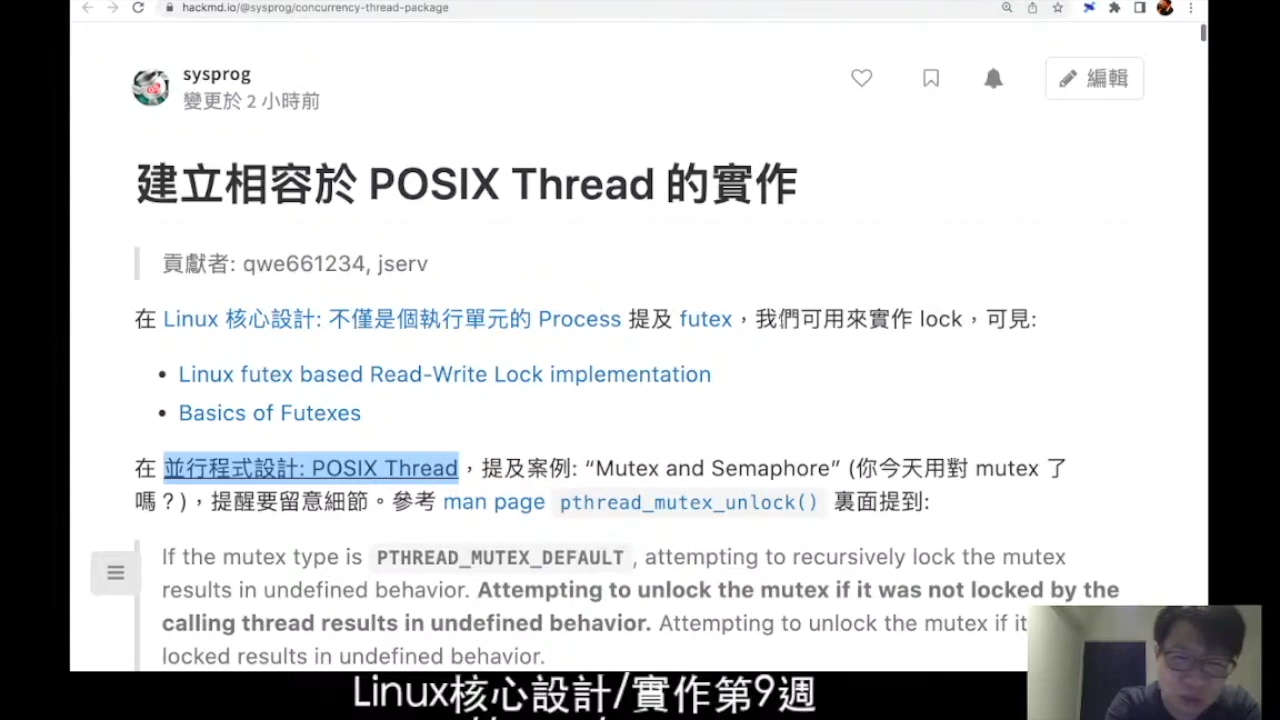 hackmd.io/@sysprog/concurrency-thread-package
sysprog
變更於 2 小時前
編輯
建立相容於 POSIX Thread 的實作
貢獻者: qwe661234, jserv
在 Linux 核心設計: 不僅是個執行單元的 Process 提及 futex，我們可用來實作 lock，可見:
• Linux futex based Read-Write Lock implementation
• Basics of Futexes
在 並行程式設計: POSIX Thread，提及案例: “Mutex and Semaphore” (你今天用對 mutex 了
嗎？)，提醒要留意細節。參考 man page pthread_mutex_unlock() 裏面提到:
If the mutex type is PTHREAD_MUTEX_DEFAULT, attempting to recursively lock the mutex
results in undefined behavior. Attempting to unlock the mutex if it was not locked by the
calling thread results in undefined behavior. Attempting to unlock the mutex if it
locked results in undefined behavior.
Linux核心設計/實作第9週